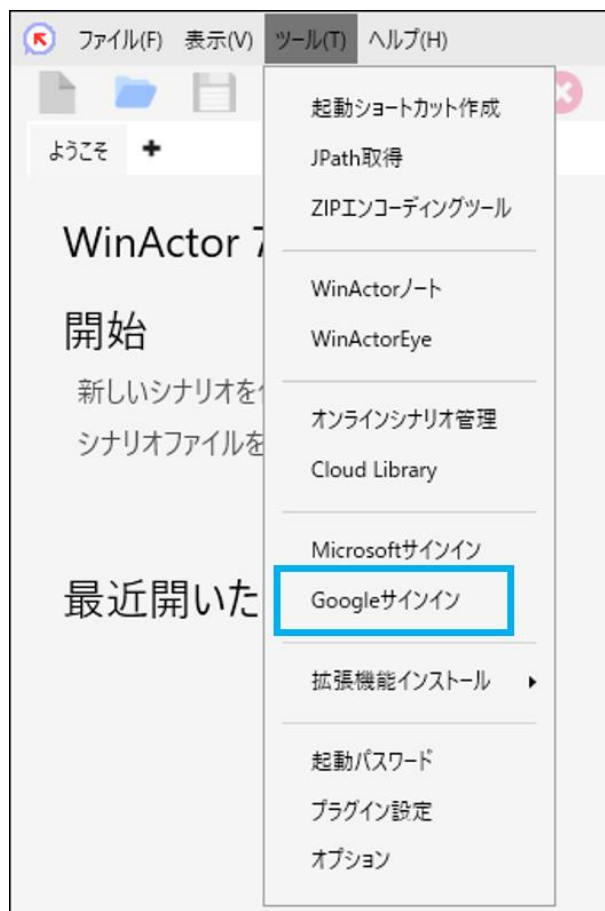 ファイル(F) 表示(V) ツール(T) ヘルプ(H)
起動ショートカット作成
ようこそ
JPath取得
ZIPエンコーディングツール
WinActor 7
WinActorノート
開始
WinActorEye
新しいシナリオを
オンラインシナリオ管理
シナリオファイルを
Cloud Library
Microsoftサインイン
最近開いた
Googleサインイン
拡張機能インストール
起動パスワード
プラグイン設定
オプション